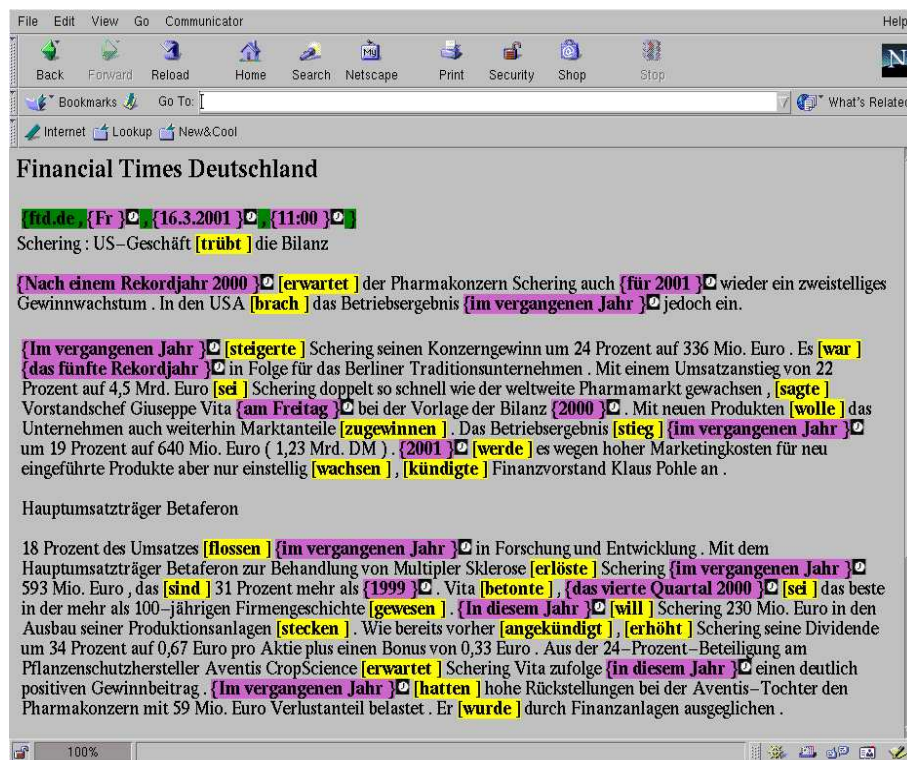 File Edit View Go Communicator Help
Back Forward Reload Home Search Netscape Print Security Shop Stop
My N
Bookmarks Go To: What's Related
Internet Lookup New&Cool
Financial Times Deutschland
{ftd.de , {Fr } , {16.3.2001 } , {11:00 } }
Schering : US-Geschäft [trübt ] die Bilanz
{Nach einem Rekordjahr 2000 } [erwartet ] der Pharmakonzern Schering auch {für 2001 } wieder ein zweistelliges
Gewinnwachstum . In den USA [brach ] das Betriebsergebnis {im vergangenen Jahr } jedoch ein.
{Im vergangenen Jahr } [steigerte ] Schering seinen Konzerngewinn um 24 Prozent auf 336 Mio. Euro . Es [war ]
{das fünfte Rekordjahr } in Folge für das Berliner Traditionsunternehmen . Mit einem Umsatzanstieg von 22
Prozent auf 4,5 Mrd. Euro [sei ] Schering doppelt so schnell wie der weltweite Pharmamarkt gewachsen , [sagte ]
Vorstandschef Giuseppe Vita {am Freitag } bei der Vorlage der Bilanz {2000 } . Mit neuen Produkten [wolle ] das
Unternehmen auch weiterhin Marktanteile [zugewinnen ] . Das Betriebsergebnis [stieg ] {im vergangenen Jahr }
um 19 Prozent auf 640 Mio. Euro ( 1,23 Mrd. DM ) . {2001 } [werde ] es wegen hoher Marketingkosten für neu
eingeführte Produkte aber nur einstellig [wachsen ] , [kündigte ] Finanzvorstand Klaus Pohle an .
Hauptumsatzträger Betaferon
18 Prozent des Umsatzes [flossen ] {im vergangenen Jahr } in Forschung und Entwicklung . Mit dem
Hauptumsatzträger Betaferon zur Behandlung von Multipler Sklerose [erlöste ] Schering {im vergangenen Jahr }
593 Mio. Euro , das [sind ] 31 Prozent mehr als {1999 } . Vita [betonte ] , {das vierte Quartal 2000 } [sei ] das beste
in der mehr als 100-jährigen Firmengeschichte [gewesen ] . {In diesem Jahr } [will ] Schering 230 Mio. Euro in den
Ausbau seiner Produktionsanlagen [stecken ] . Wie bereits vorher [angekündigt ] , [erhöht ] Schering seine Dividende
um 34 Prozent auf 0,67 Euro pro Aktie plus einen Bonus von 0,33 Euro . Aus der 24-Prozent-Beteiligung am
Pflanzenschutzhersteller Aventis CropScience [erwartet ] Schering Vita zufolge {in diesem Jahr } einen deutlich
positiven Gewinnbeitrag . {Im vergangenen Jahr } [hatten ] hohe Rückstellungen bei der Aventis-Tochter den
Pharmakonzern mit 59 Mio. Euro Verlustanteil belastet . Er [wurde ] durch Finanzanlagen ausgeglichen .
100%